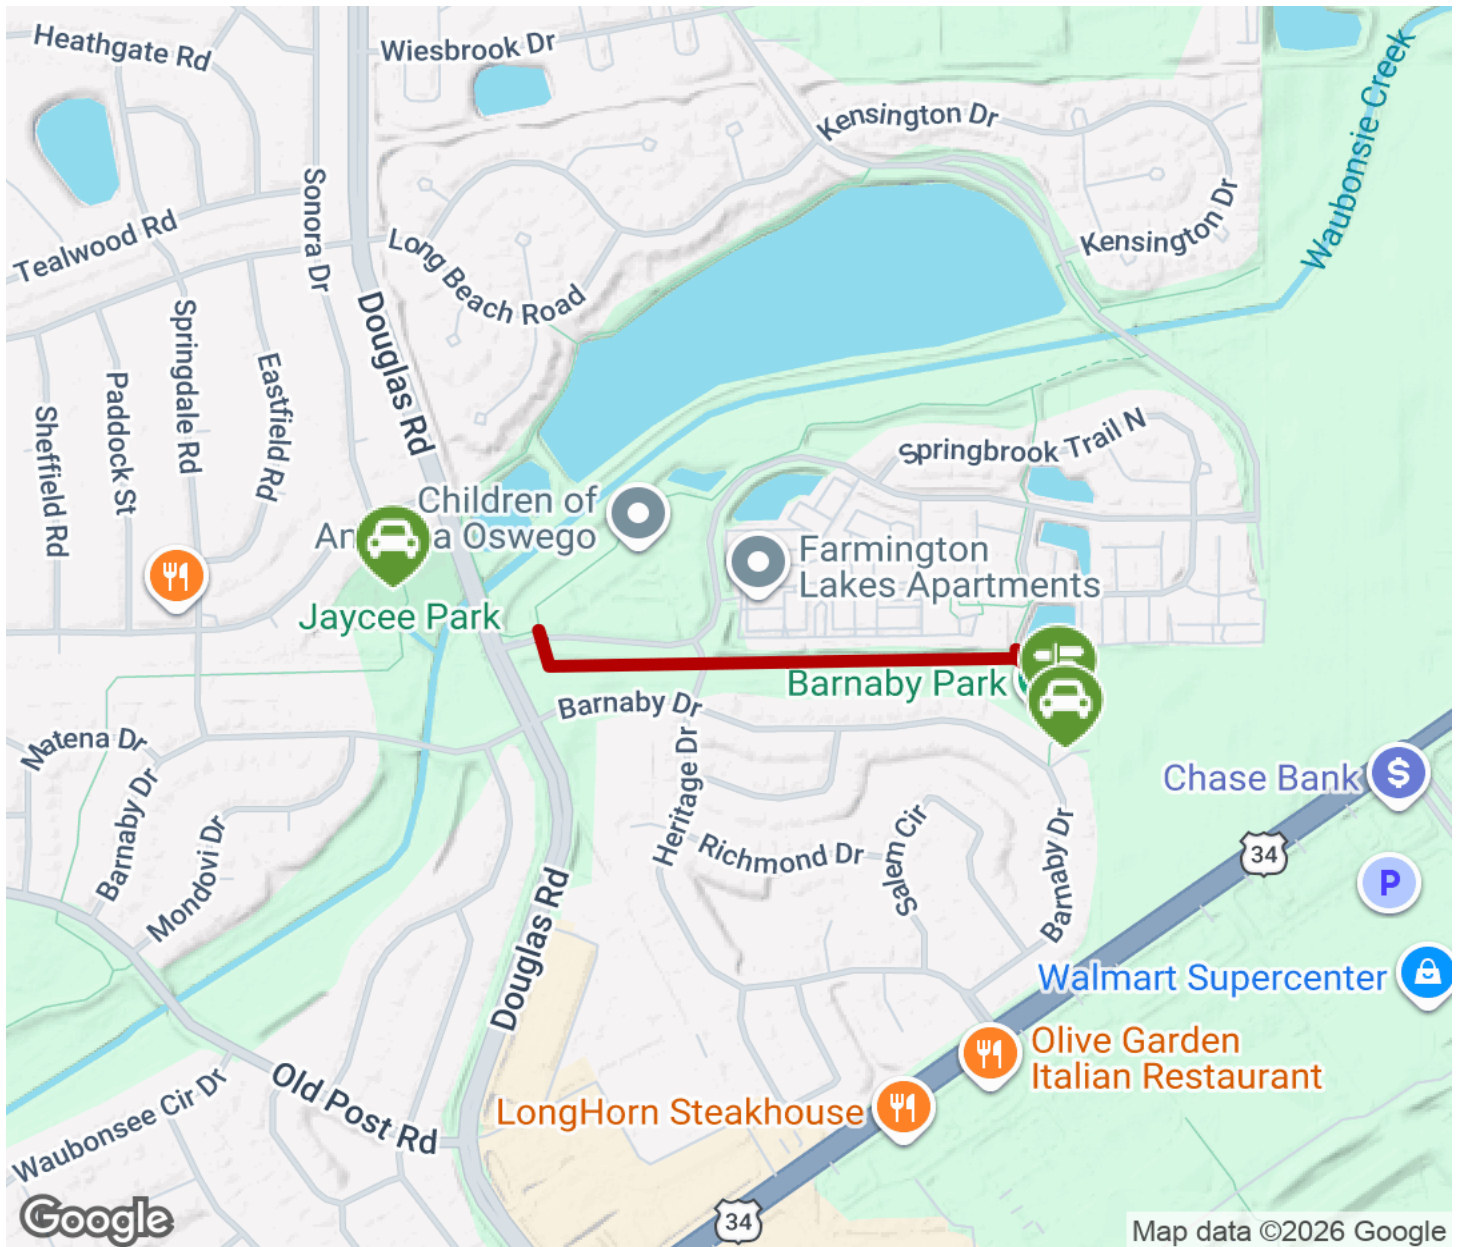 Heathgate Rd
Wiesbrook Dr
Kensington Dr
Waubonsie Creek
Sonora Dr
Tealwood Rd
Long Beach Road
Kensington Dr
Douglas Rd
Springdale Rd
Eastfield Rd
Paddock St
Sheffield Rd
Springbrook Trail N
Children of
a Oswego
Farmington
Lakes Apartments
Jaycee Park
Barnaby Park
Barnaby Dr
Matena Dr
Barnaby Dr
Mondovi Dr
Heritage Dr
Richmond Dr
Salem Cir
Barnaby Dr
Chase Bank
34
P
Douglas Rd
Walmart Supercenter
Olive Garden
Italian Restaurant
LongHorn Steakhouse
Old Post Rd
Waubonsee Cir Dr
34
Google
Map data ©2026 Google